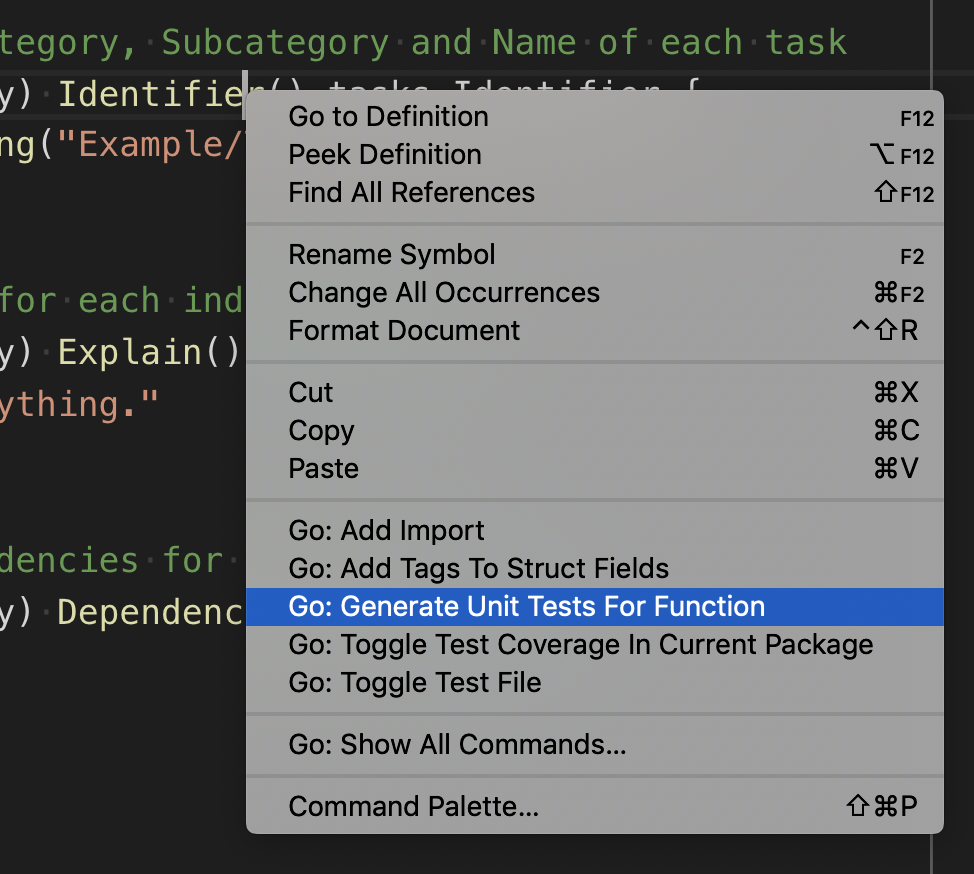 tegory, Subcategory and Name of each task
y) Identifier() tasks.Identifier {
ng("Example/
Go to Definition F12
Peek Definition ⌥F12
Find All References ⇧F12
Rename Symbol F2
for each ind
Change All Occurrences ⌘F2
Format Document ^⇧R
y) Explain()
Cut ⌘X
ything."
Copy ⌘C
Paste ⌘V
Go: Add Import
dencies for
Go: Add Tags To Struct Fields
y) Dependenc
Go: Generate Unit Tests For Function
Go: Toggle Test Coverage In Current Package
Go: Toggle Test File
Go: Show All Commands...
Command Palette... ⇧⌘P